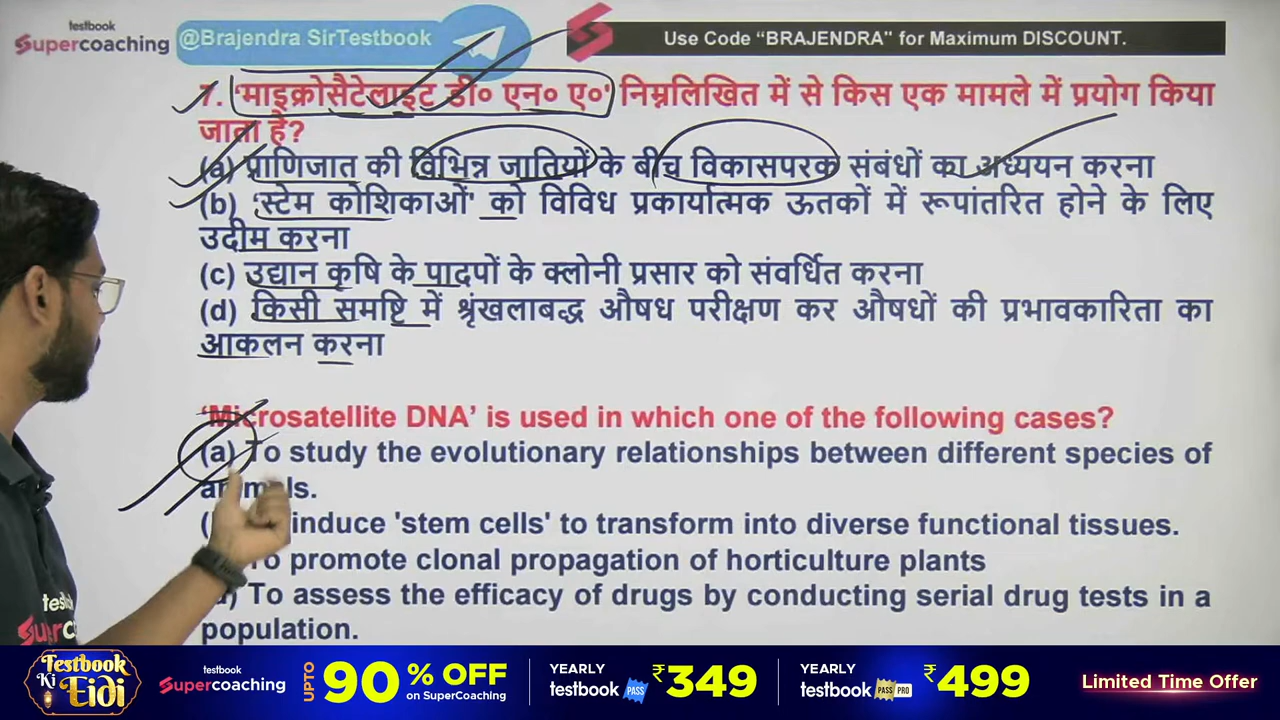 testbook
Supercoaching
@Brajendra SirTestbook
Use Code “BRAJENDRA" for Maximum DISCOUNT.
7. 'माइक्रोसैटेलाइट डी० एन० ए०' निम्नलिखित में से किस एक मामले में प्रयोग किया
जाता है?
(a) प्राणिजात की विभिन्न जातियों के बीच विकासपरक संबंधों का अध्ययन करना
(b) 'स्टेम कोशिकाओं' को विविध प्रकार्यात्मक ऊतकों में रूपांतरित होने के लिए
उदीम करना
(c) उद्यान कृषि के पादपों के क्लोनी प्रसार को संवर्धित करना
(d) किसी समष्टि में श्रृंखलाबद्ध औषध परीक्षण कर औषधों की प्रभावकारिता का
आकलन करना
‘Microsatellite DNA’ is used in which one of the following cases?
(a) To study the evolutionary relationships between different species of
animals.
induce 'stem cells' to transform into diverse functional tissues.
To promote clonal propagation of horticulture plants
To assess the efficacy of drugs by conducting serial drug tests in a
population.
Testbook
Ki
Eidi
testbook
Supercoaching
UPTO 90 % OFF
on SuperCoaching
YEARLY
testbook PASS
₹349
YEARLY
testbook PASS PRO
₹499
Limited Time Offer